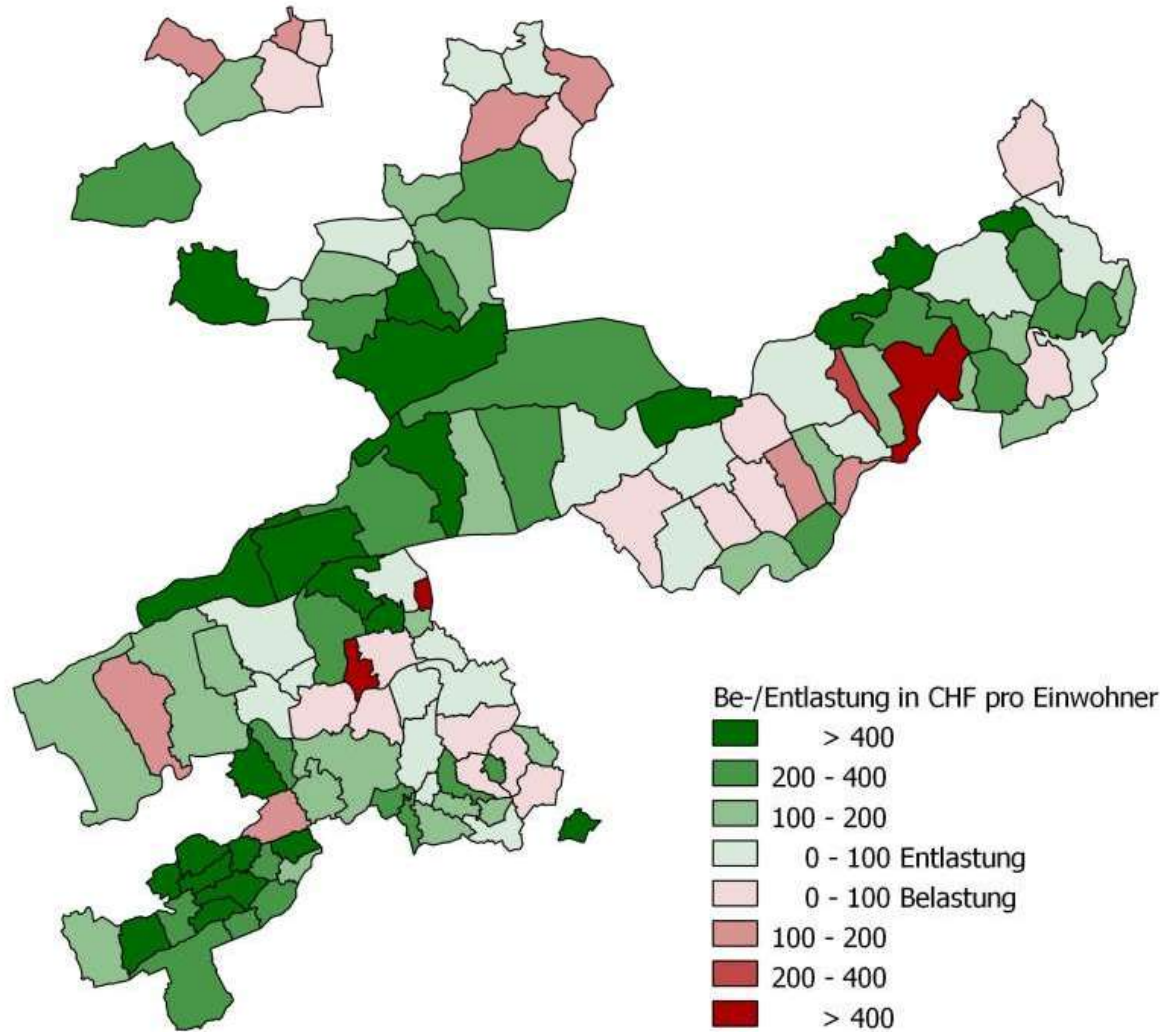 Be-/Entlastung in CHF pro Einwohner
> 400
200 - 400
100 - 200
0 - 100 Entlastung
0 - 100 Belastung
100 - 200
200 - 400
> 400